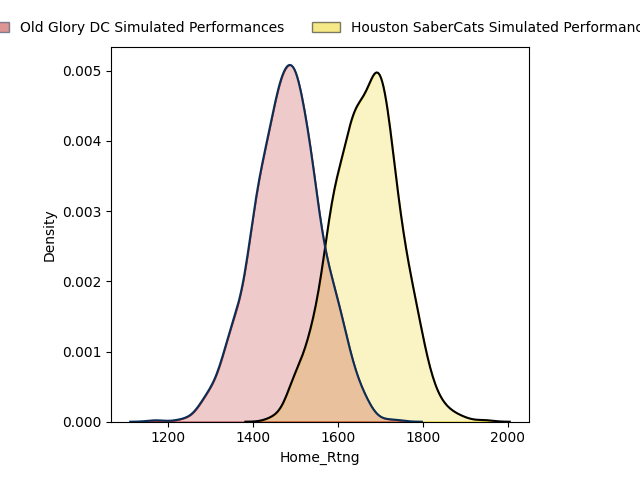 Old Glory DC Simulated Performances
Houston SaberCats Simulated Performanc
0.005
0.004
0.003
0.002
0.001
0.000
Density
1200 1400 1600 1800 2000
Home_Rtng